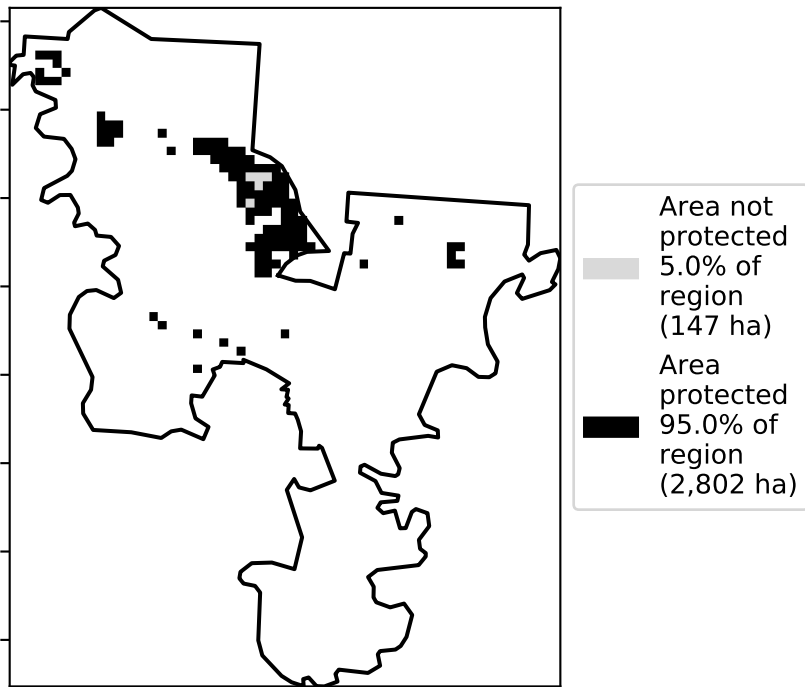 Area not
protected
5.0% of
region
(147 ha)
Area
protected
95.0% of
region
(2,802 ha)